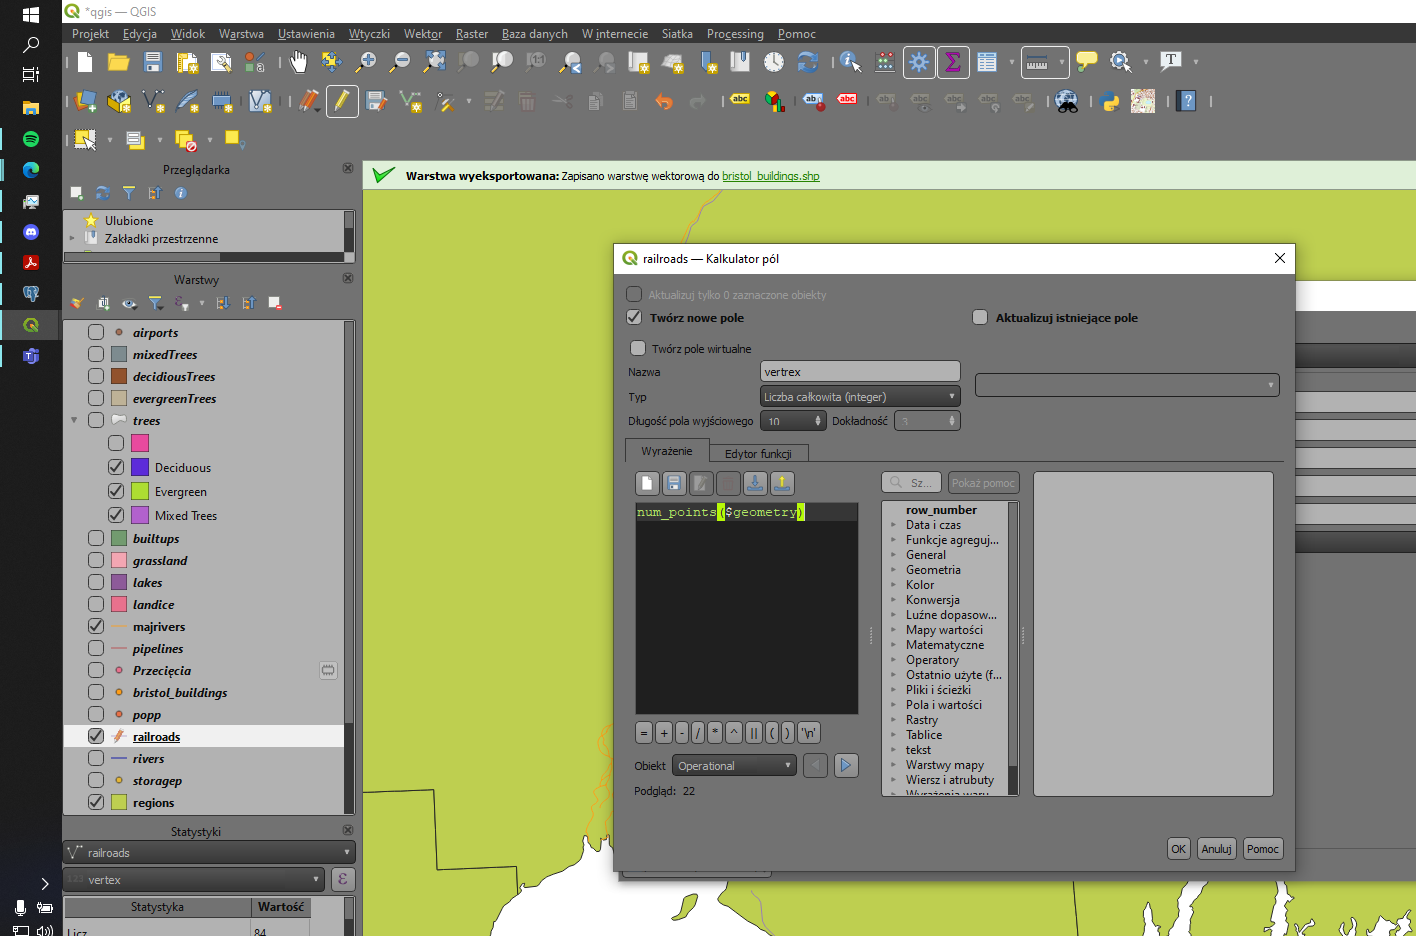 *qgis — QGIS
Projekt Edycja Widok Warstwa Ustawienia Wtyczki Wektor Raster Baza danych W internecie Siatka Processing Pomoc
Przeglądarka
Ulubione
Zakładki przestrzenne
Warstwy
airports
mixedTrees
decidiousTrees
evergreenTrees
trees
Deciduous
Evergreen
Mixed Trees
builtups
grassland
lakes
landice
majrivers
pipelines
Przecięcia
bristol_buildings
popp
railroads
rivers
storagep
regions
Statystyki
railroads
123 vertex
ε
Statystyka Wartość
Licz 84
Warstwa wyeksportowana: Zapisano warstwę wektorową do bristol_buildings.shp
railroads — Kalkulator pól
Aktualizuj tylko 0 zaznaczone obiekty
Twórz nowe pole
Aktualizuj istniejące pole
Twórz pole wirtualne
Nazwa vertrex
Typ Liczba całkowita (integer)
Długość pola wyjściowego 10 Dokładność 3
Wyrażenie Edytor funkcji
Sz... Pokaż pomoc
num_points($geometry)
row_number
Data i czas
Funkcje agreguj...
General
Geometria
Kolor
Konwersja
Luźne dopasow...
Mapy wartości
Matematyczne
Operatory
Ostatnio użyte (f...
Pliki i ścieżki
Pola i wartości
Rastry
Tablice
tekst
Warstwy mapy
Wiersz i atrubuty
= + - / * ^ || ( ) '\n'
Obiekt Operational
Podgląd: 22
OK Anuluj Pomoc